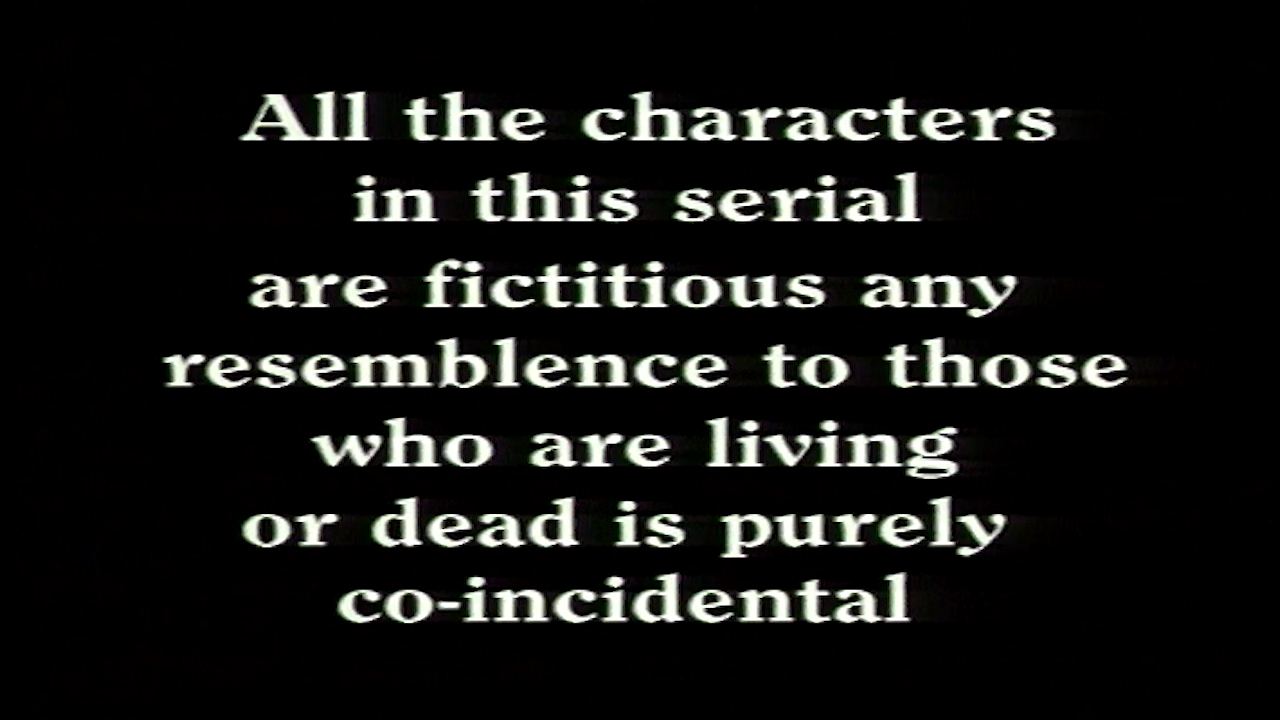 All the characters
in this serial
are fictitious any
resemblence to those
who are living
or dead is purely
co-incidental